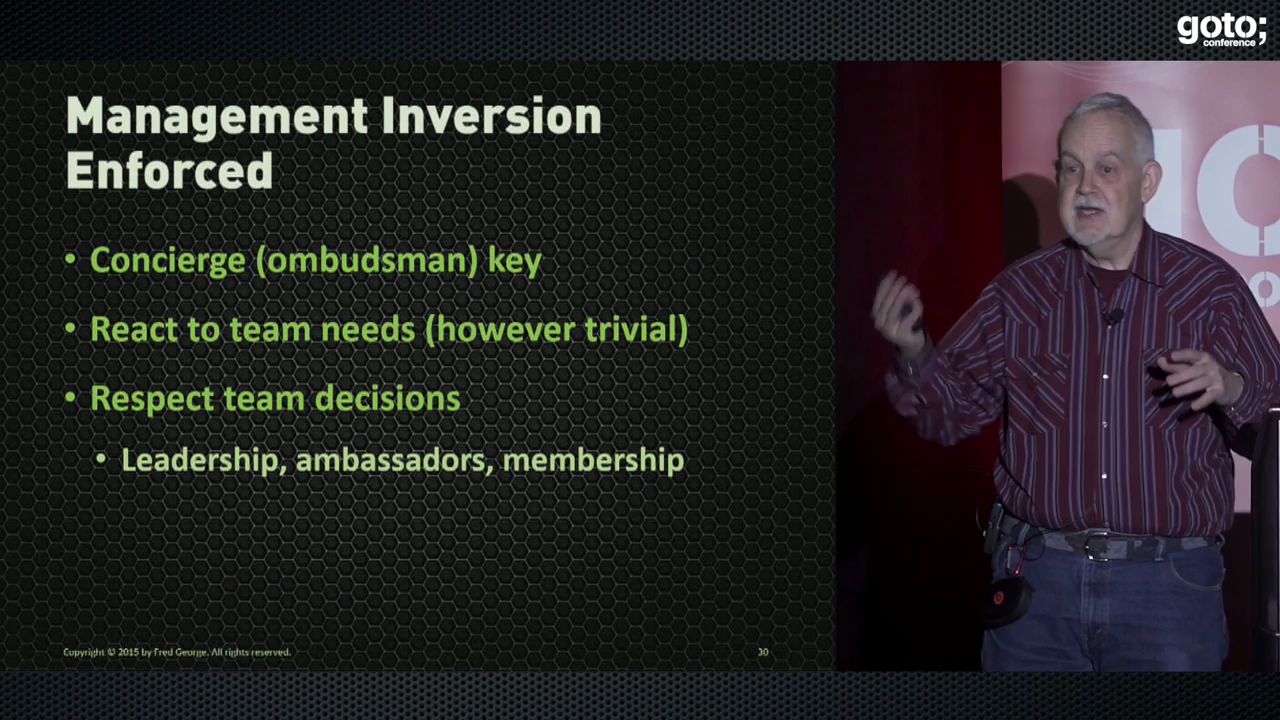 goto;
conference
Management Inversion
Enforced
• Concierge (ombudsman) key
• React to team needs (however trivial)
• Respect team decisions
• Leadership, ambassadors, membership
Copyright © 2015 by Fred George. All rights reserved.
30